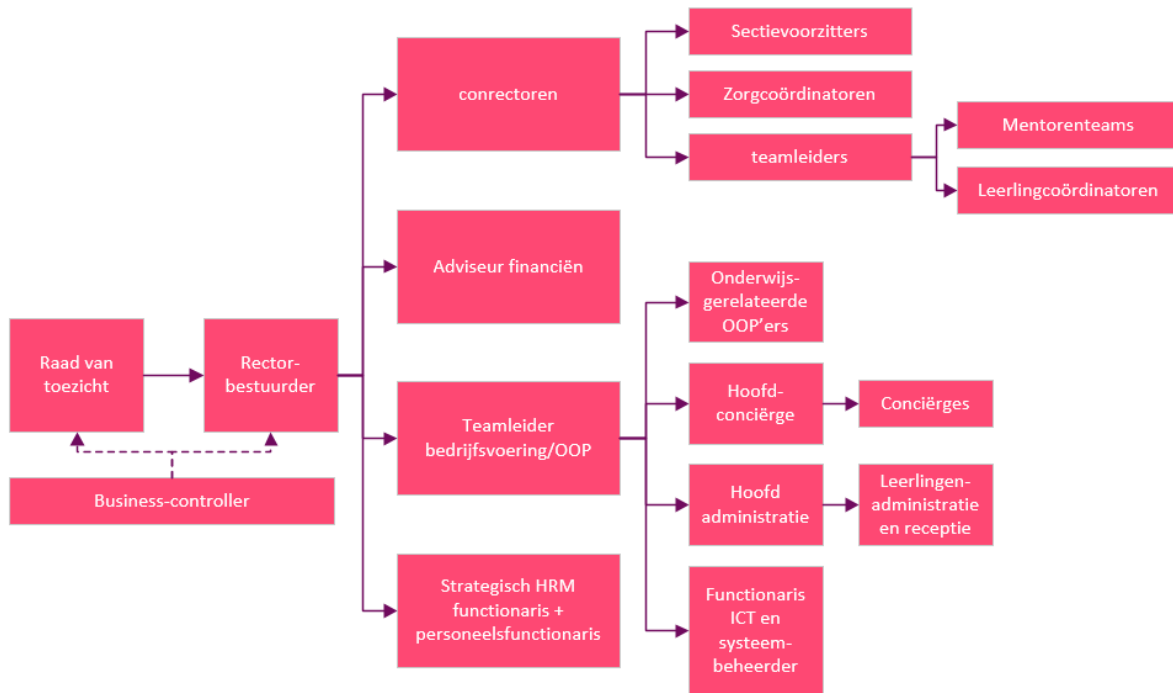 Raad van
toezicht
Rector-
bestuurder
Business-controller
conrectoren
Sectievoorzitters
Zorgcoördinatoren
teamleiders
Mentorenteams
Leerlingcoördinatoren
Adviseur financiën
Teamleider
bedrijfsvoering/OOP
Onderwijs-
gerelateerde
OOP’ers
Hoofd-
conciërge
Conciërges
Hoofd
administratie
Leerlingen-
administratie
en receptie
Functionaris
ICT en
systeem-
beheerder
Strategisch HRM
functionaris +
personeelsfunctionaris